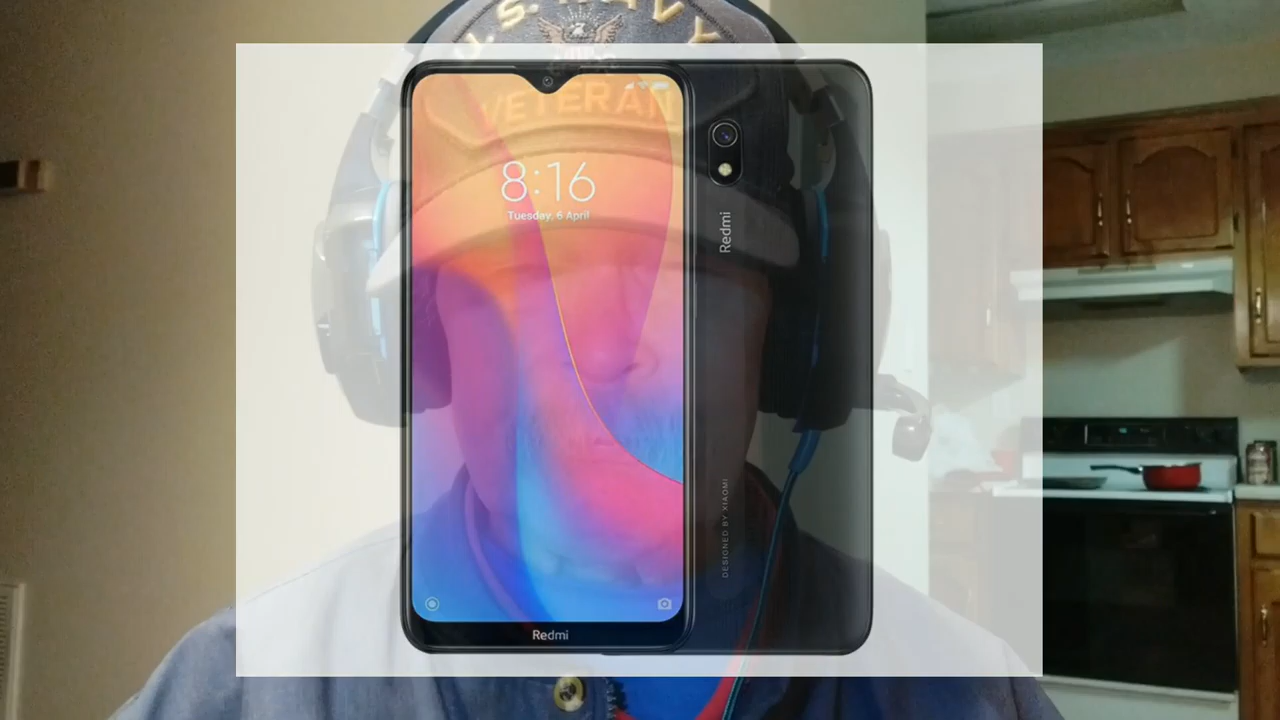 U.S. NAVY
VETERAN
8:16
Tuesday, 6 April
Redmi
DESIGNED BY XIAOMI
Redmi